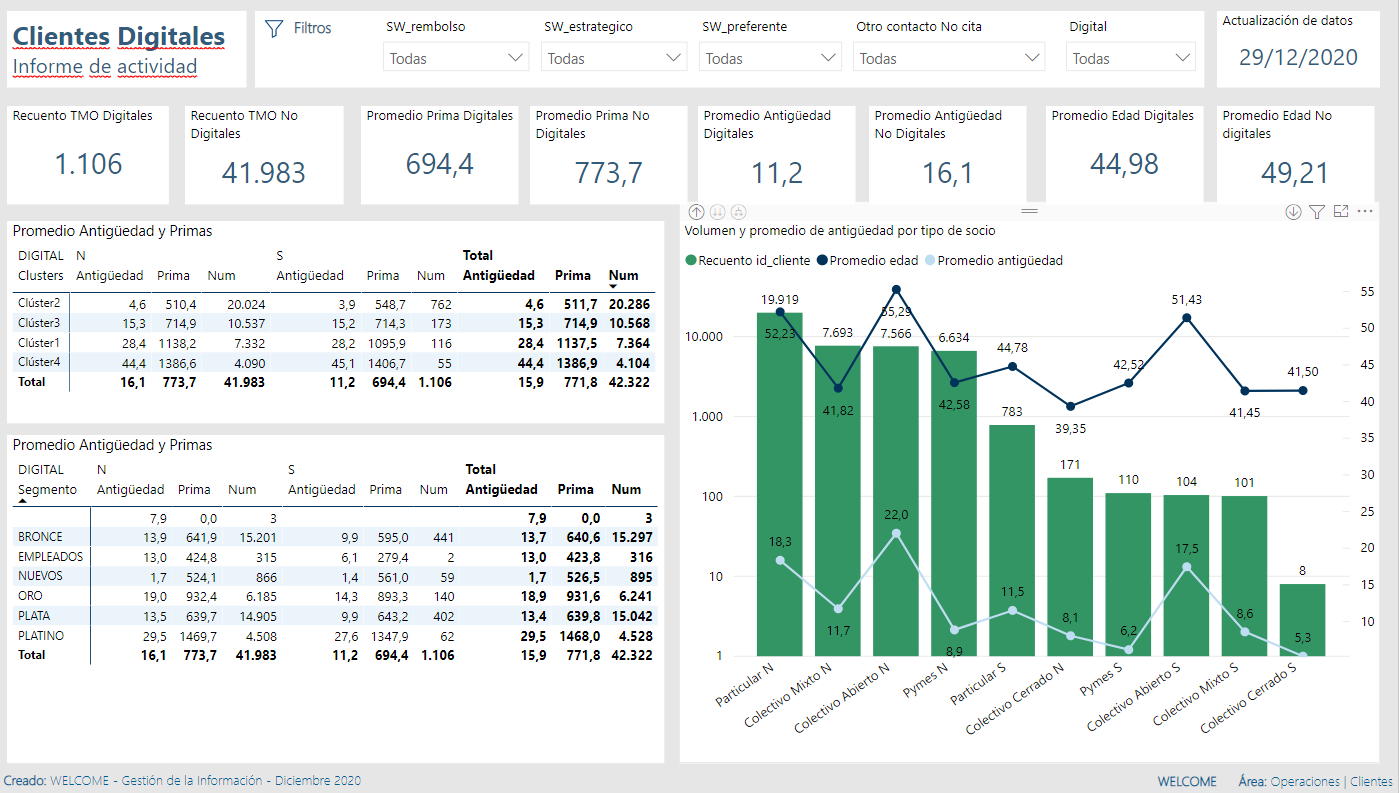 Clientes Digitales
Informe de actividad
Filtros
SW_rembolso
Todas
SW_estrategico
Todas
SW_preferente
Todas
Otro contacto No cita
Todas
Digital
Todas
Actualización de datos
29/12/2020
Recuento TMO Digitales
1.106
Recuento TMO No
Digitales
41.983
Promedio Prima Digitales
694,4
Promedio Prima No
Digitales
773,7
Promedio Antigüedad
Digitales
11,2
Promedio Antigüedad
No Digitales
16,1
Promedio Edad Digitales
44,98
Promedio Edad No
digitales
49,21
Promedio Antigüedad y Primas
DIGITAL N S Total
Clusters Antigüedad Prima Num Antigüedad Prima Num Antigüedad Prima Num
Clúster2 4,6 510,4 20.024 3,9 548,7 762 4,6 511,7 20.286
Clúster3 15,3 714,9 10.537 15,2 714,3 173 15,3 714,9 10.568
Clúster1 28,4 1138,2 7.332 28,2 1095,9 116 28,4 1137,5 7.364
Clúster4 44,4 1386,6 4.090 45,1 1406,7 55 44,4 1386,9 4.104
Total 16,1 773,7 41.983 11,2 694,4 1.106 15,9 771,8 42.322
Promedio Antigüedad y Primas
DIGITAL N S Total
Segmento Antigüedad Prima Num Antigüedad Prima Num Antigüedad Prima Num
7,9 0,0 3 7,9 0,0 3
BRONCE 13,9 641,9 15.201 9,9 595,0 441 13,7 640,6 15.297
EMPLEADOS 13,0 424,8 315 6,1 279,4 2 13,0 423,8 316
NUEVOS 1,7 524,1 866 1,4 561,0 59 1,7 526,5 895
ORO 19,0 932,4 6.185 14,3 893,3 140 18,9 931,6 6.241
PLATA 13,5 639,7 14.905 9,9 643,2 402 13,4 639,8 15.042
PLATINO 29,5 1469,7 4.508 27,6 1347,9 62 29,5 1468,0 4.528
Total 16,1 773,7 41.983 11,2 694,4 1.106 15,9 771,8 42.322
Volumen y promedio de antigüedad por tipo de socio
Recuento id_cliente Promedio edad Promedio antigüedad
10.000
1.000
100
10
1
55
50
45
40
35
30
25
20
15
10
19.919 7.693 7.566 6.634 783 171 110 104 101 8
52,23 41,82 55,29 42,58 44,78 39,35 42,52 51,43 41,45 41,50
18,3 11,7 22,0 8,9 11,5 8,1 6,2 17,5 8,6 5,3
Particular N
Colectivo Mixto N
Colectivo Abierto N
Pymes N
Particular S
Colectivo Cerrado N
Pymes S
Colectivo Abierto S
Colectivo Mixto S
Colectivo Cerrado S
Creado: WELCOME - Gestión de la Información - Diciembre 2020
WELCOME Área: Operaciones | Clientes